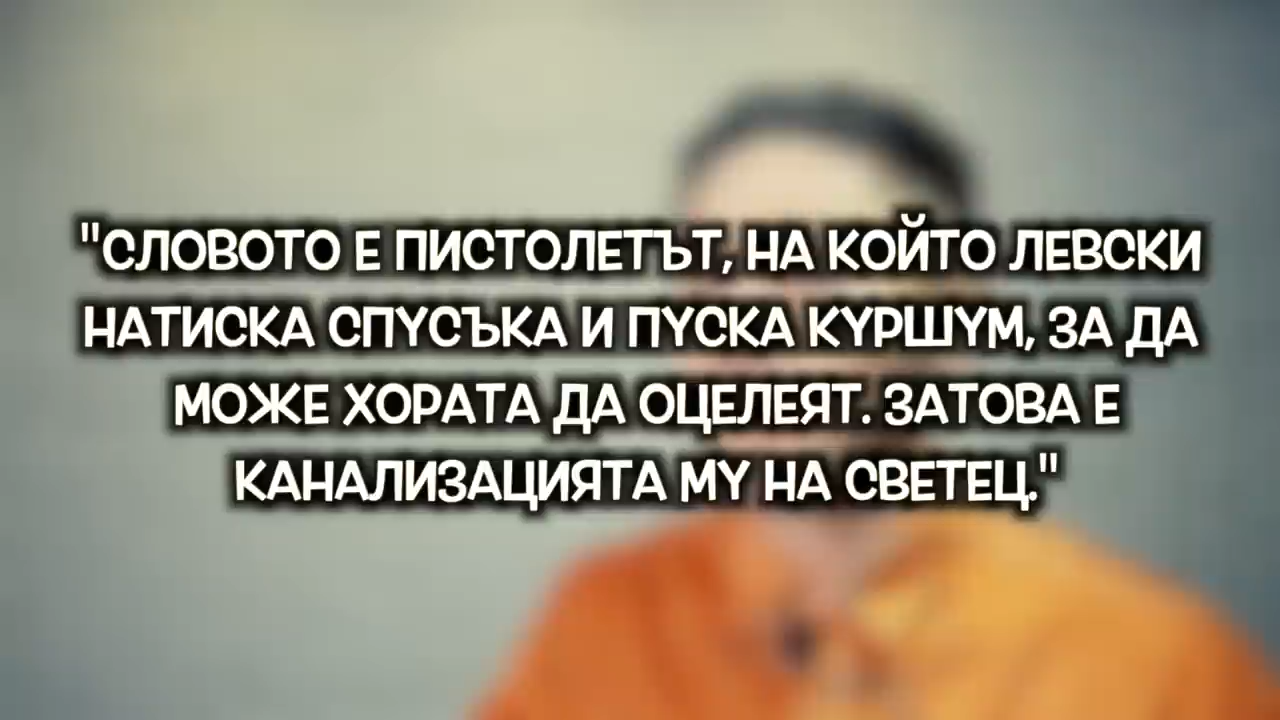 "СЛОВОТО Е ПИСТОЛЕТЪТ, НА КОЙТО ЛЕВСКИ
НАТИСКА СПУСЪКА И ПУСКА КУРШУМ, ЗА ДА
МОЖЕ ХОРАТА ДА ОЦЕЛЕЯТ. ЗАТОВА Е
КАНАЛИЗАЦИЯТА МУ НА СВЕТЕЦ."